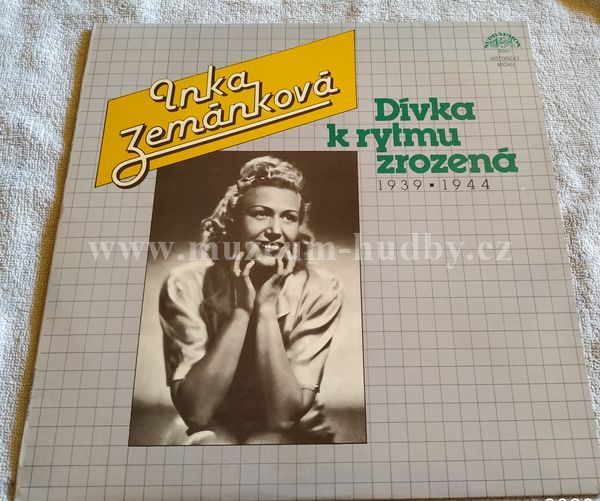 Inka
Zemánková
SUPRAPHON
HISTORICKÝ
ARCHIV
Dívka
k rytmu
zrozená
1939 ▪ 1944
www.muzeum-hudby.cz